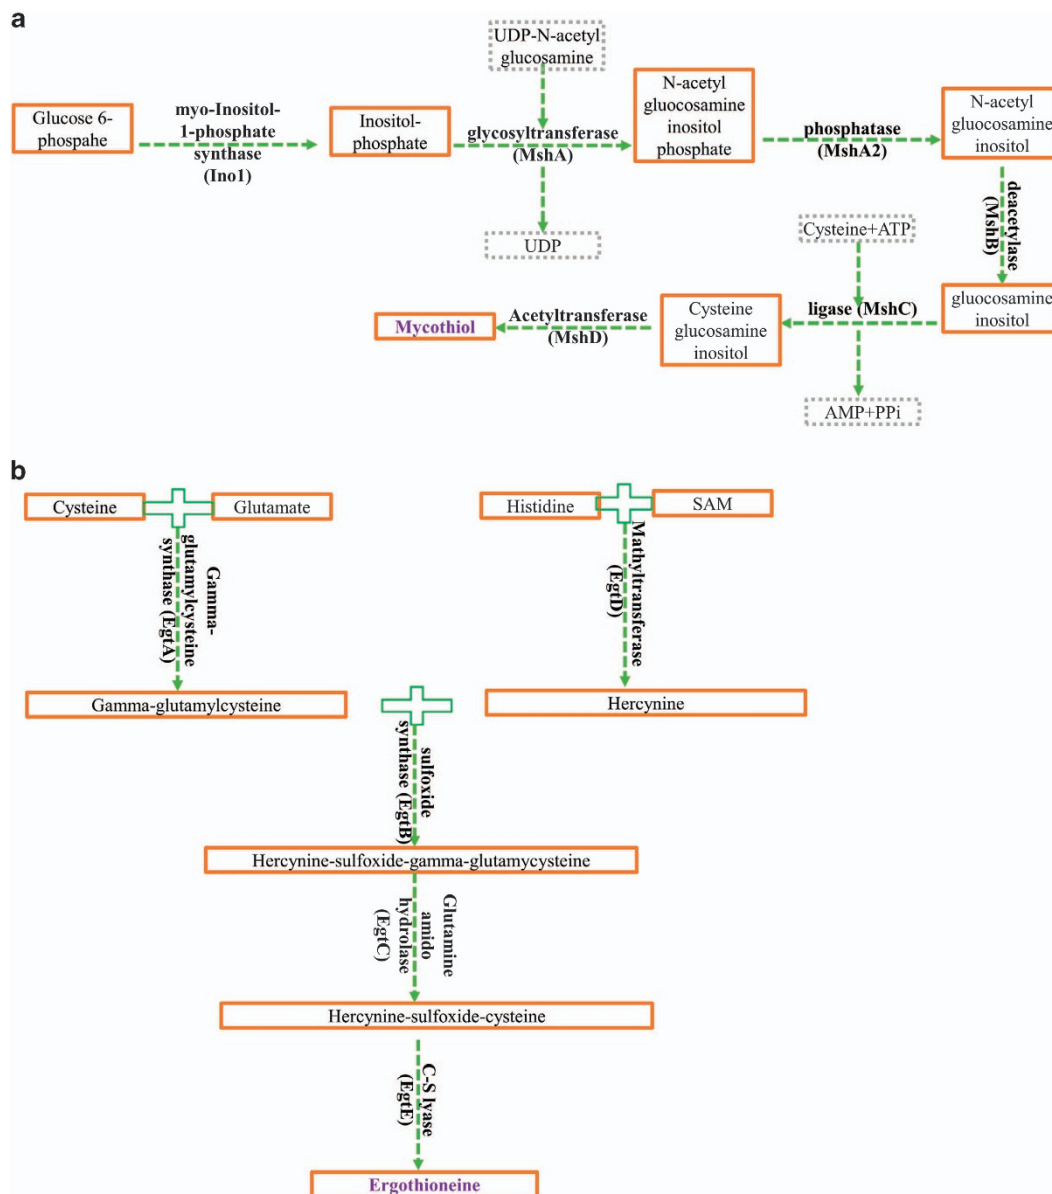 a
UDP-N-acetyl
glucosamine
Glucose 6-
phospahe
myo-Inositol-
1-phosphate
synthase
(Ino1)
Inositol-
phosphate
glycosyltransferase
(MshA)
UDP
N-acetyl
gluocosamine
inositol
phosphate
phosphatase
(MshA2)
N-acetyl
gluocosamine
inositol
deacetylase
(MshB)
gluocosamine
inositol
Cysteine+ATP
ligase (MshC)
AMP+PPi
Cysteine
glucosamine
inositol
Acetyltransferase
(MshD)
Mycothiol
b
Cysteine
Glutamate
Gamma-
glutamylcysteine
synthase (EgtA)
Gamma-glutamylcysteine
Histidine
SAM
Mathyltransferase
(EgtD)
Hercynine
sulfoxide
synthase (EgtB)
Hercynine-sulfoxide-gamma-glutamycysteine
Glutamine
amido
hydrolase
(EgtC)
Hercynine-sulfoxide-cysteine
C-S lyase
(EgtE)
Ergothioneine